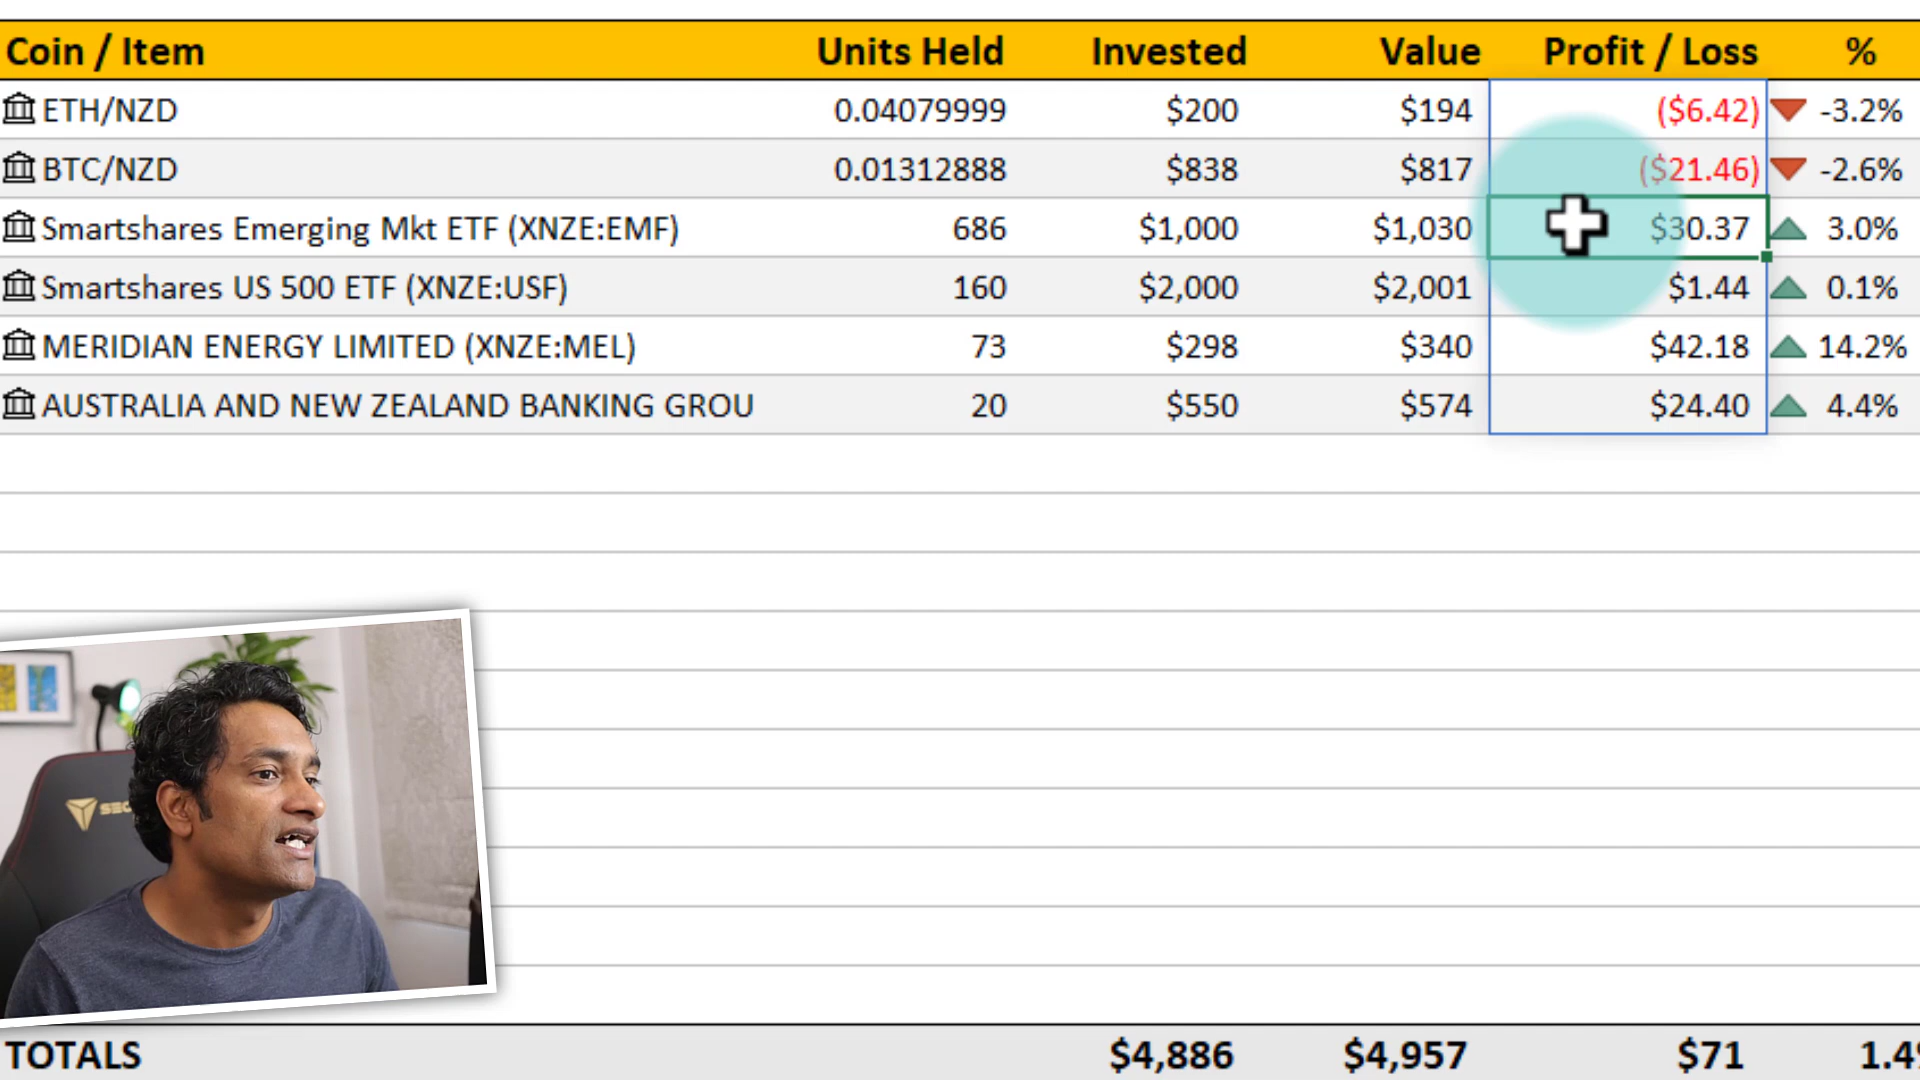 Coin / Item Units Held Invested Value Profit / Loss %
ETH/NZD 0.04079999 $200 $194 ($6.42) -3.2%
BTC/NZD 0.01312888 $838 $817 ($21.46) -2.6%
Smartshares Emerging Mkt ETF (XNZE:EMF) 686 $1,000 $1,030 $30.37 3.0%
Smartshares US 500 ETF (XNZE:USF) 160 $2,000 $2,001 $1.44 0.1%
MERIDIAN ENERGY LIMITED (XNZE:MEL) 73 $298 $340 $42.18 14.2%
AUSTRALIA AND NEW ZEALAND BANKING GROU 20 $550 $574 $24.40 4.4%
TOTALS $4,886 $4,957 $71